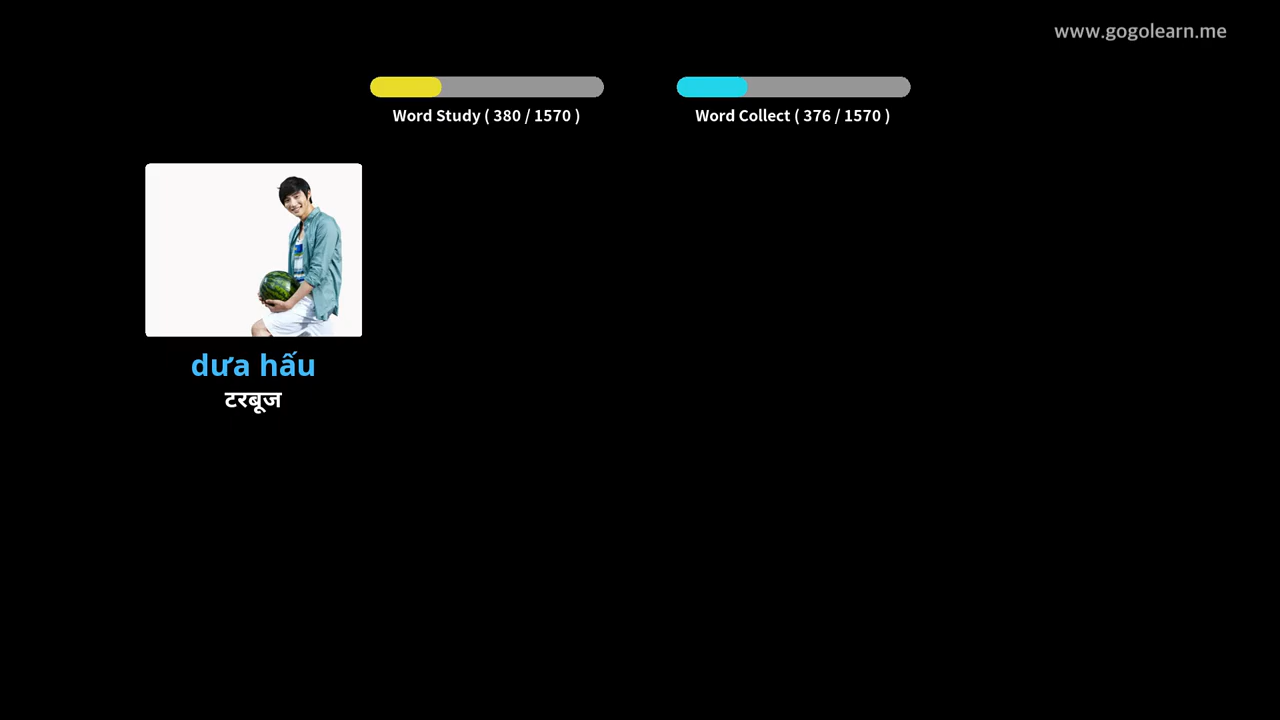 www.gogolearn.me
Word Study ( 380 / 1570 )
Word Collect ( 376 / 1570 )
dưa hấu
टरबूज